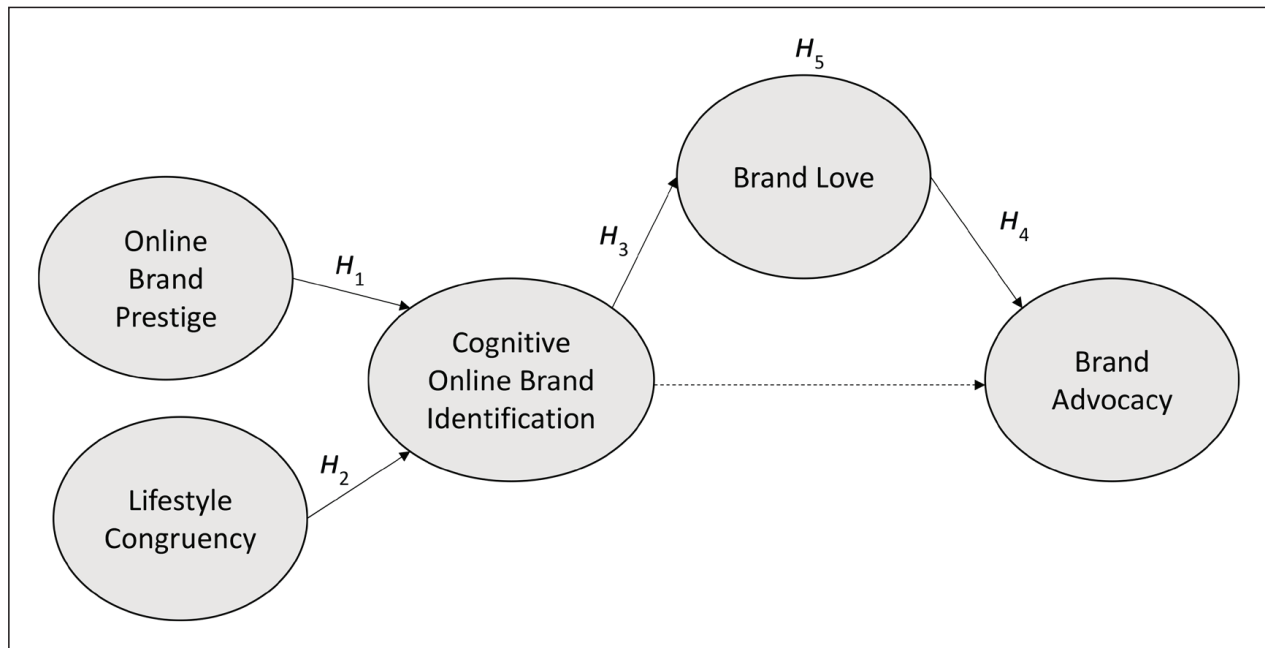 H5
Brand Love
Online
Brand
Prestige
H1
H3
H4
Cognitive
Online Brand
Identification
Brand
Advocacy
H2
Lifestyle
Congruency